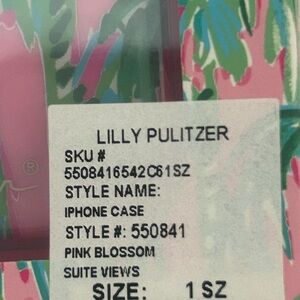 LILLY PULITZER
SKU #
5508416542C61SZ
STYLE NAME:
IPHONE CASE
STYLE #: 550841
PINK BLOSSOM
SUITE VIEWS
SIZE: 1 SZ
®